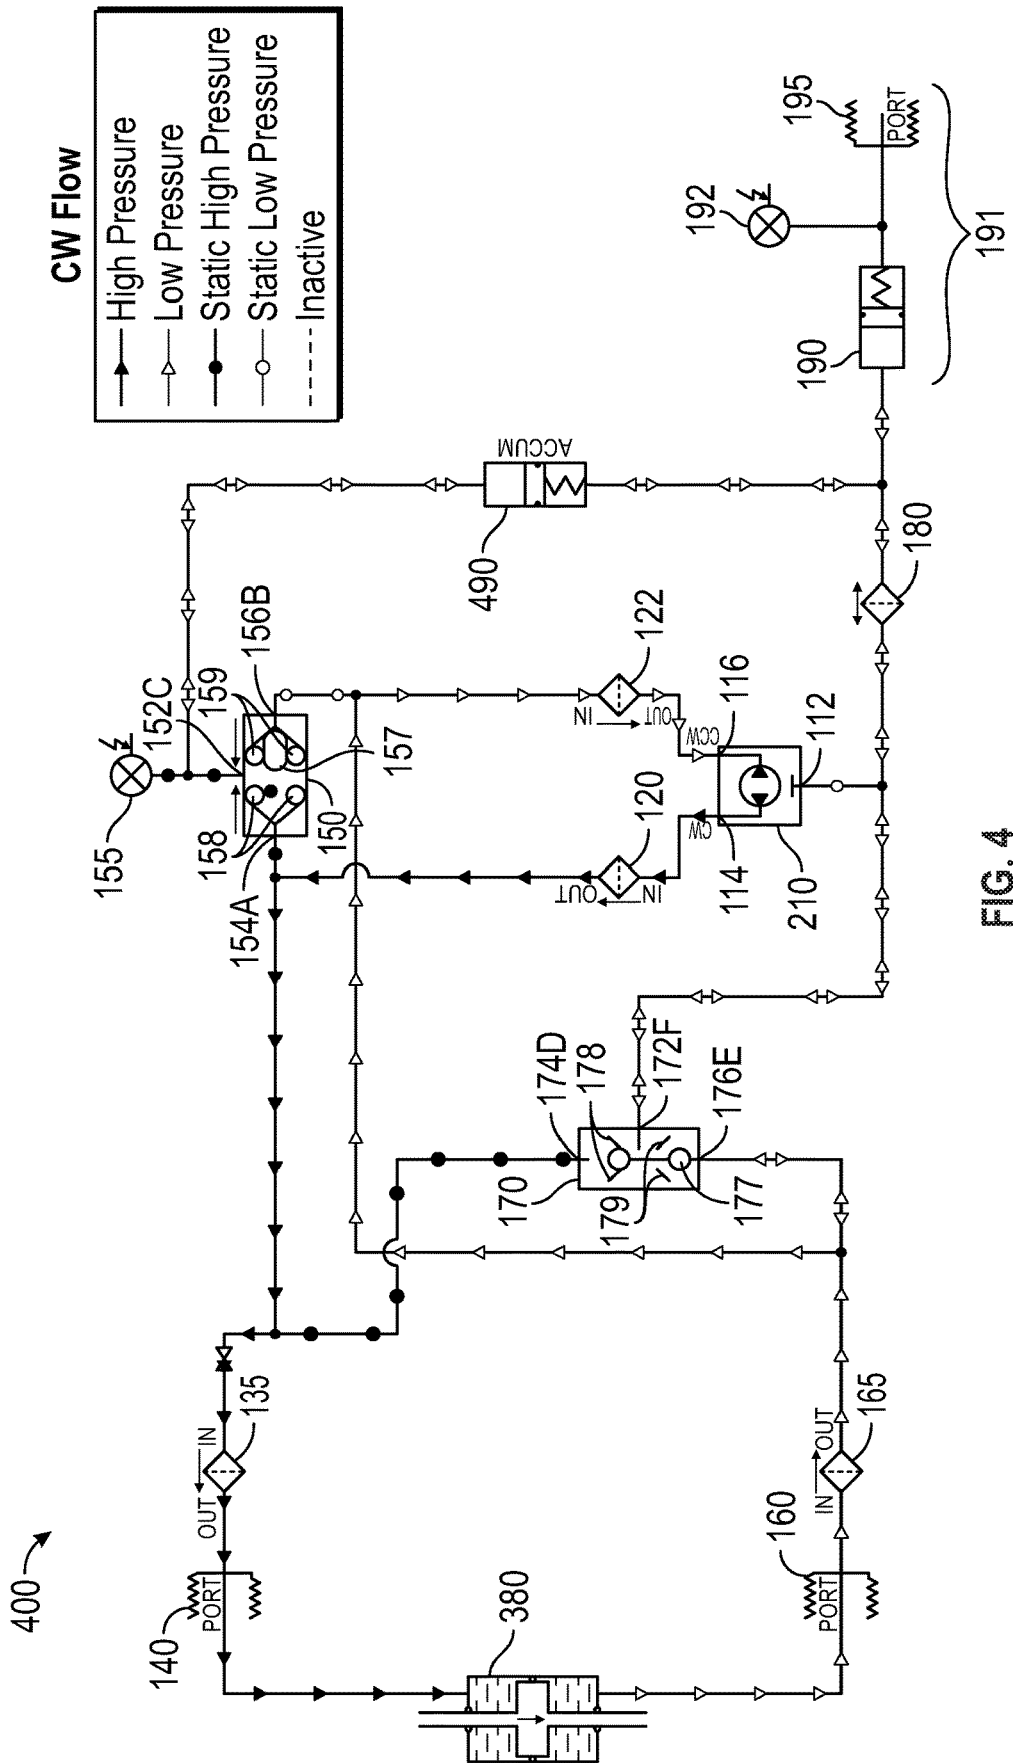 CW Flow
High Pressure
Low Pressure
Static High Pressure
Static Low Pressure
Inactive
400
155
152C
159
156B
158
154A
150
157
490
ACCUM
192
195
PORT
190
191
180
122
IN
OUT
116
CCW
120
OUT
IN
CW
114
210
112
174D
178
172F
176E
170
179
177
135
IN
OUT
140
PORT
380
160
PORT
165
IN
OUT
FIG. 4